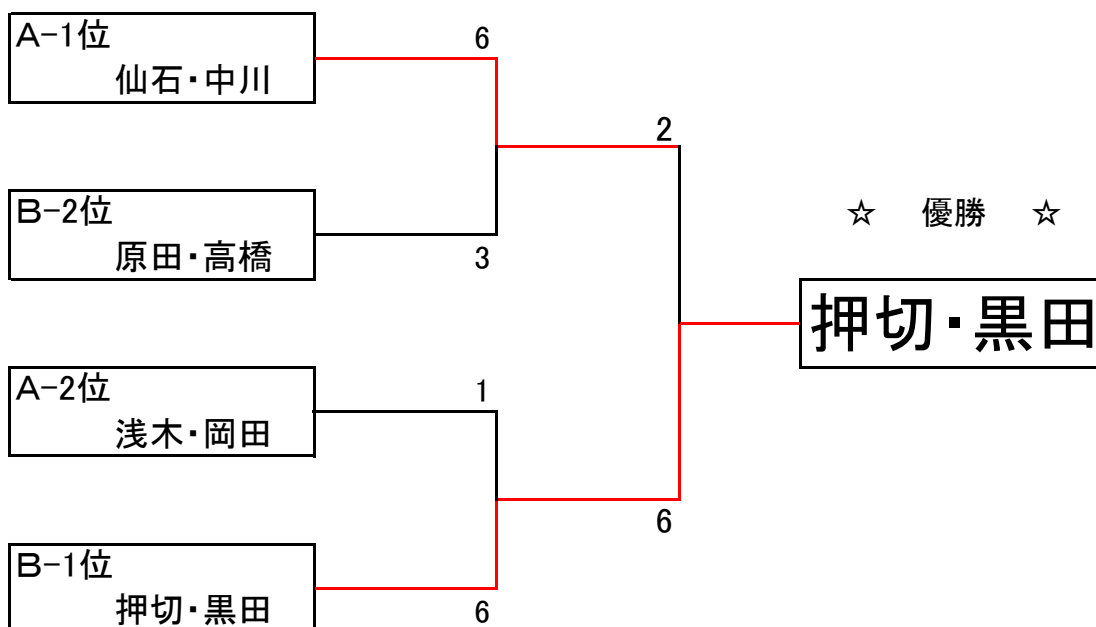 A-1位
仙石・中川
6
2
B-2位
原田・高橋
3
☆ 優勝 ☆
押切・黒田
A-2位
浅木・岡田
1
6
B-1位
押切・黒田
6